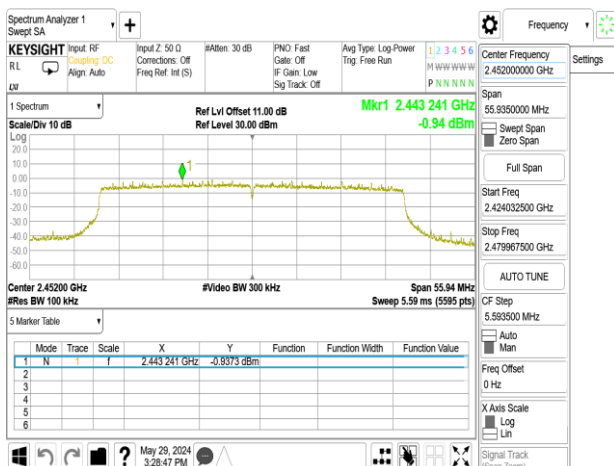 Spectrum Analyzer 1
Swept SA
+
Frequency
KEYSIGHT
RL
LXI
Input: RF
Coupling: DC
Align: Auto
Input Z: 50 Ω
Corrections: Off
Freq Ref: Int (S)
#Atten: 30 dB
PNO: Fast
Gate: Off
IF Gain: Low
Sig Track: Off
Avg Type: Log-Power
Trig: Free Run
1 2 3 4 5 6
M W W W W W
P N N N N N
Center Frequency
2.452000000 GHz
Settings
Span
55.9350000 MHz
Swept Span
Zero Span
Full Span
Start Freq
2.424032500 GHz
Stop Freq
2.479967500 GHz
AUTO TUNE
CF Step
5.593500 MHz
Auto
Man
Freq Offset
0 Hz
X Axis Scale
Log
Lin
Signal Track
(Span Zoom)
1 Spectrum
Scale/Div 10 dB
Ref Lvl Offset 11.00 dB
Ref Level 30.00 dBm
Mkr1 2.443 241 GHz
-0.94 dBm
Log
20.0
10.0
0.00
-10.0
-20.0
-30.0
-40.0
-50.0
-60.0
1
Center 2.45200 GHz
#Res BW 100 kHz
#Video BW 300 kHz
Span 55.94 MHz
Sweep 5.59 ms (5595 pts)
5 Marker Table
Mode Trace Scale X Y Function Function Width Function Value
1 N 1 f 2.443 241 GHz -0.9373 dBm
2
3
4
5
6
?
May 29, 2024
3:28:47 PM